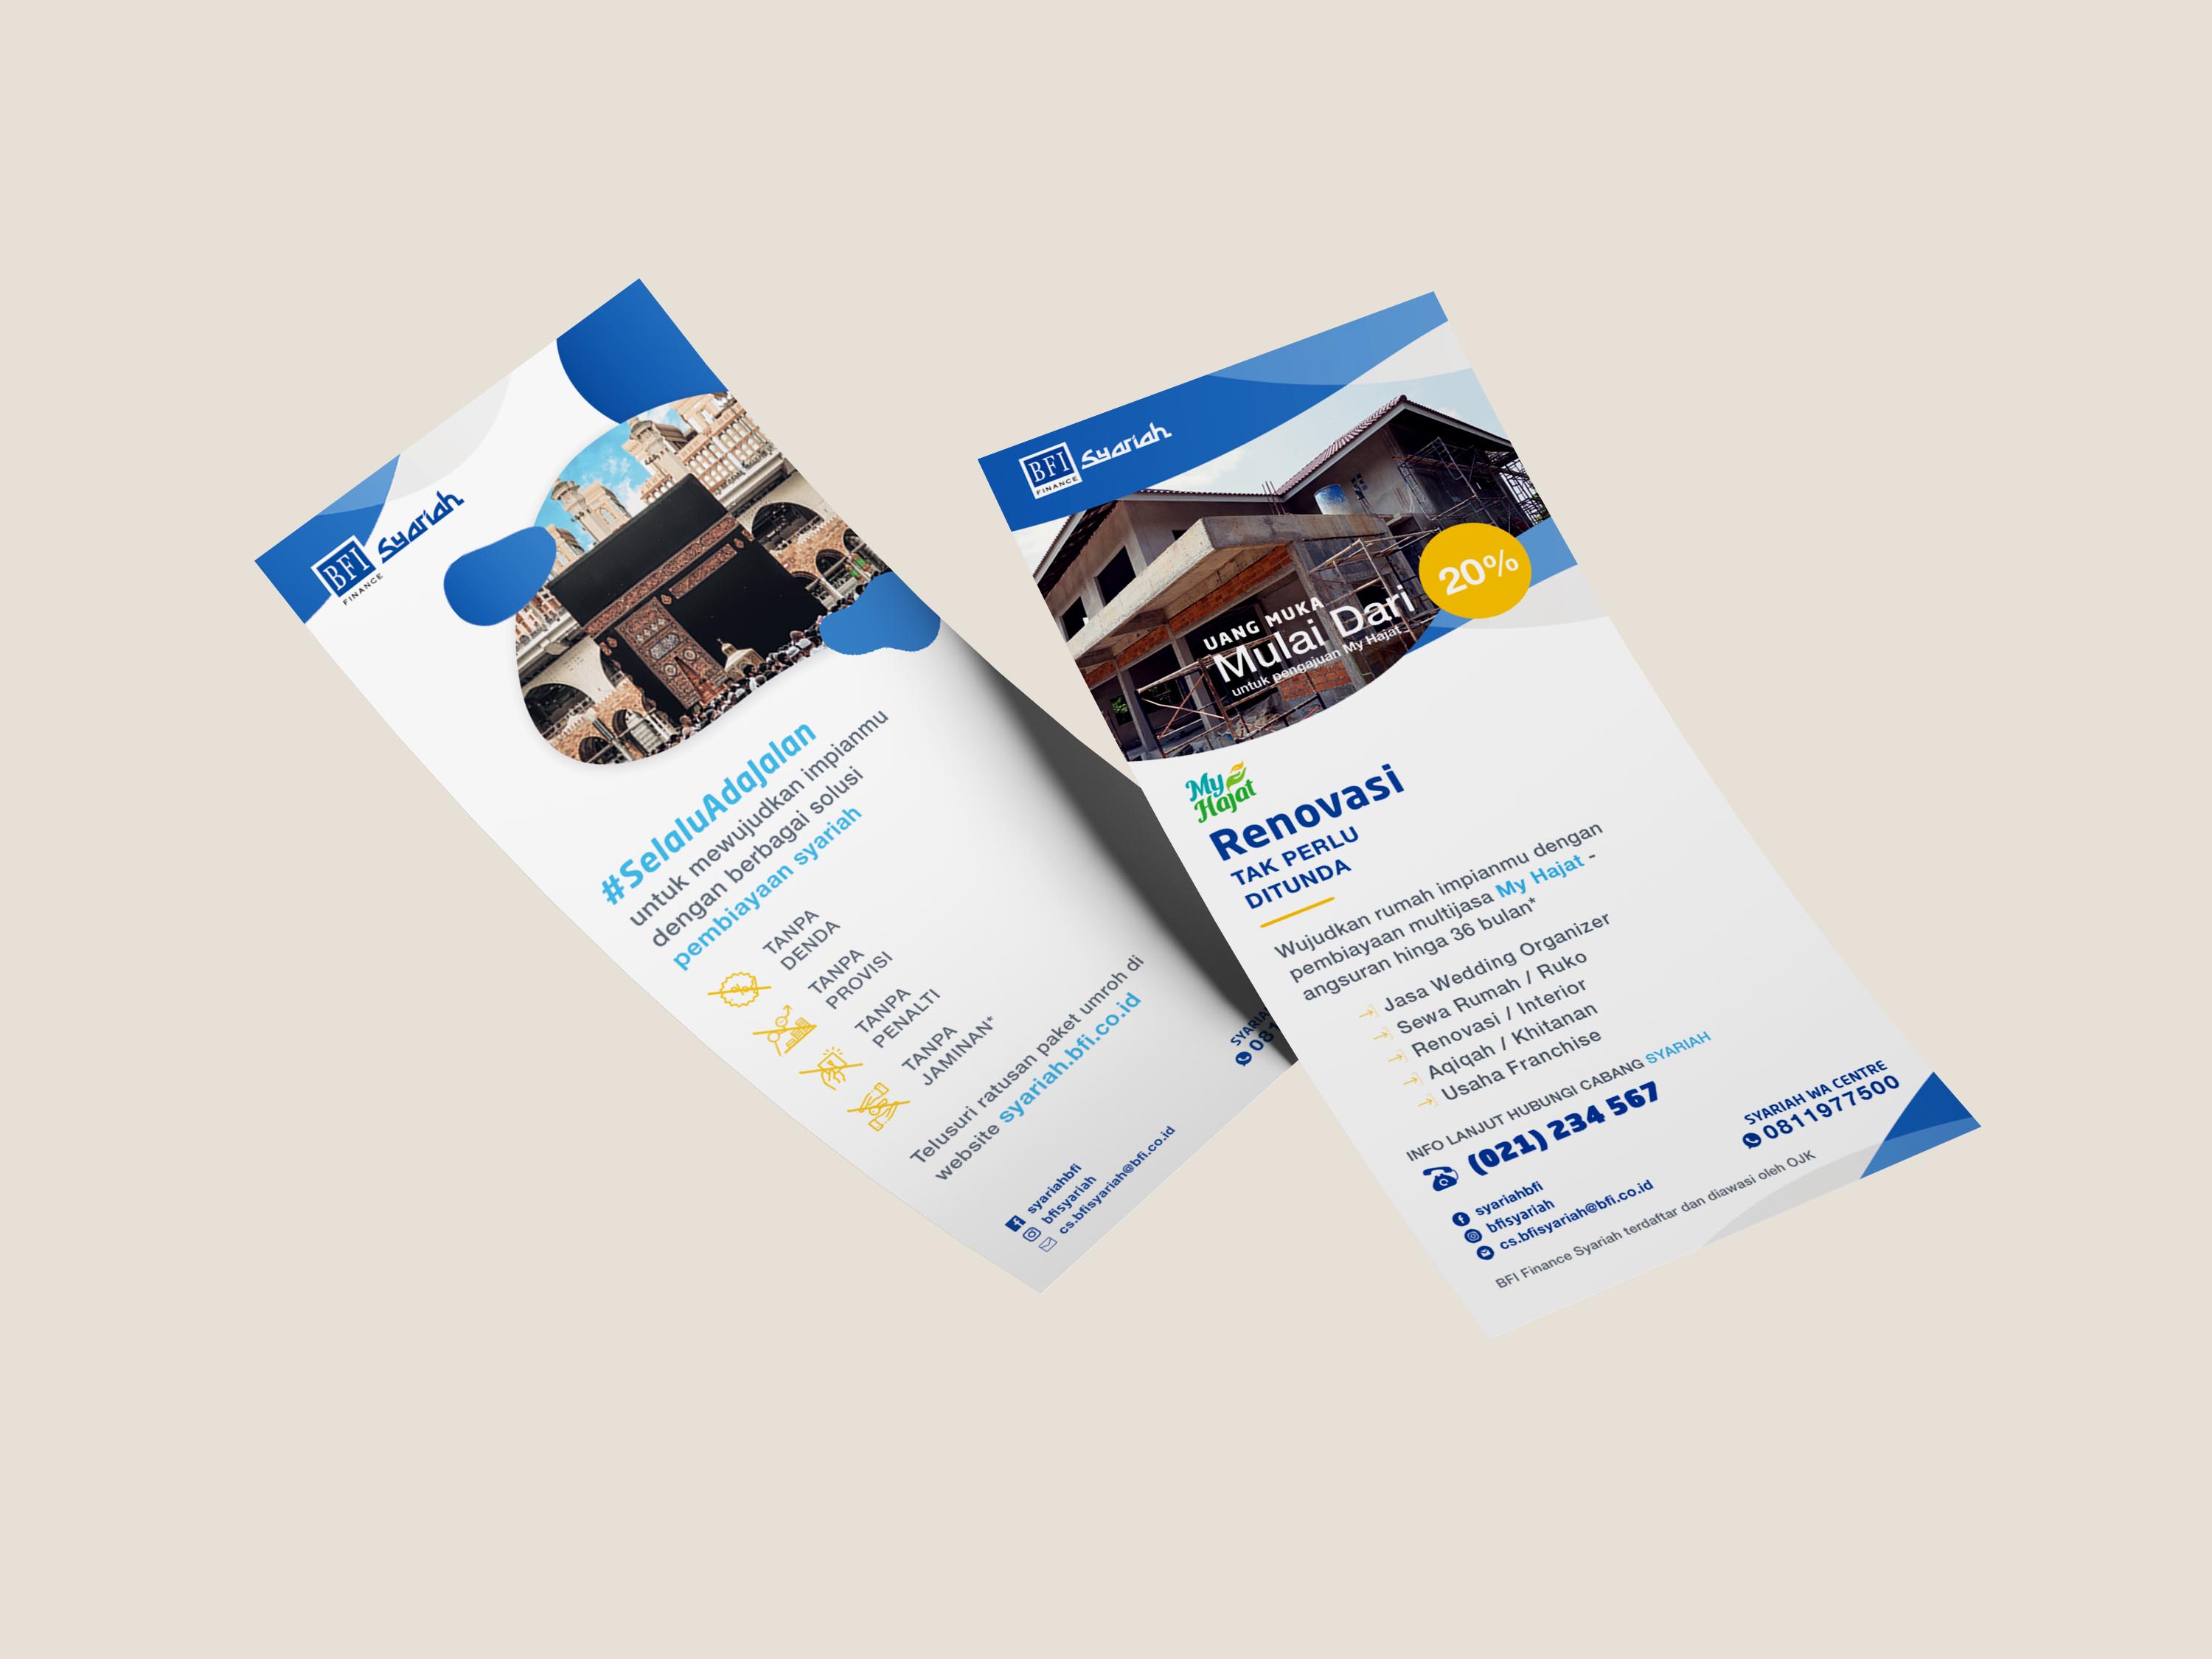 BFI
FINANCE
Syariah
#SelaluAdaJalan
untuk mewujudkan impianmu
dengan berbagai solusi
pembiayaan syariah
TANPA
DENDA
TANPA
PROVISI
TANPA
PENALTI
TANPA
JAMINAN*
Telusuri ratusan paket umroh di
website syariah.bfi.co.id
syariahbfi
bfisyariah
cs.bfisyariah@bfi.co.id
BFI
FINANCE
Syariah
20%
UANG MUKA
Mulai Dari
untuk pengajuan My Hajat
My
Hajat
Renovasi
TAK PERLU
DITUNDA
Wujudkan rumah impianmu dengan
pembiayaan multijasa My Hajat -
angsuran hinga 36 bulan*
Jasa Wedding Organizer
Sewa Rumah / Ruko
Renovasi / Interior
Aqiqah / Khitanan
Usaha Franchise
INFO LANJUT HUBUNGI CABANG SYARIAH
(021) 234 567
SYARIAH WA CENTRE
0811977500
syariahbfi
bfisyariah
cs.bfisyariah@bfi.co.id
BFI Finance Syariah terdaftar dan diawasi oleh OJK